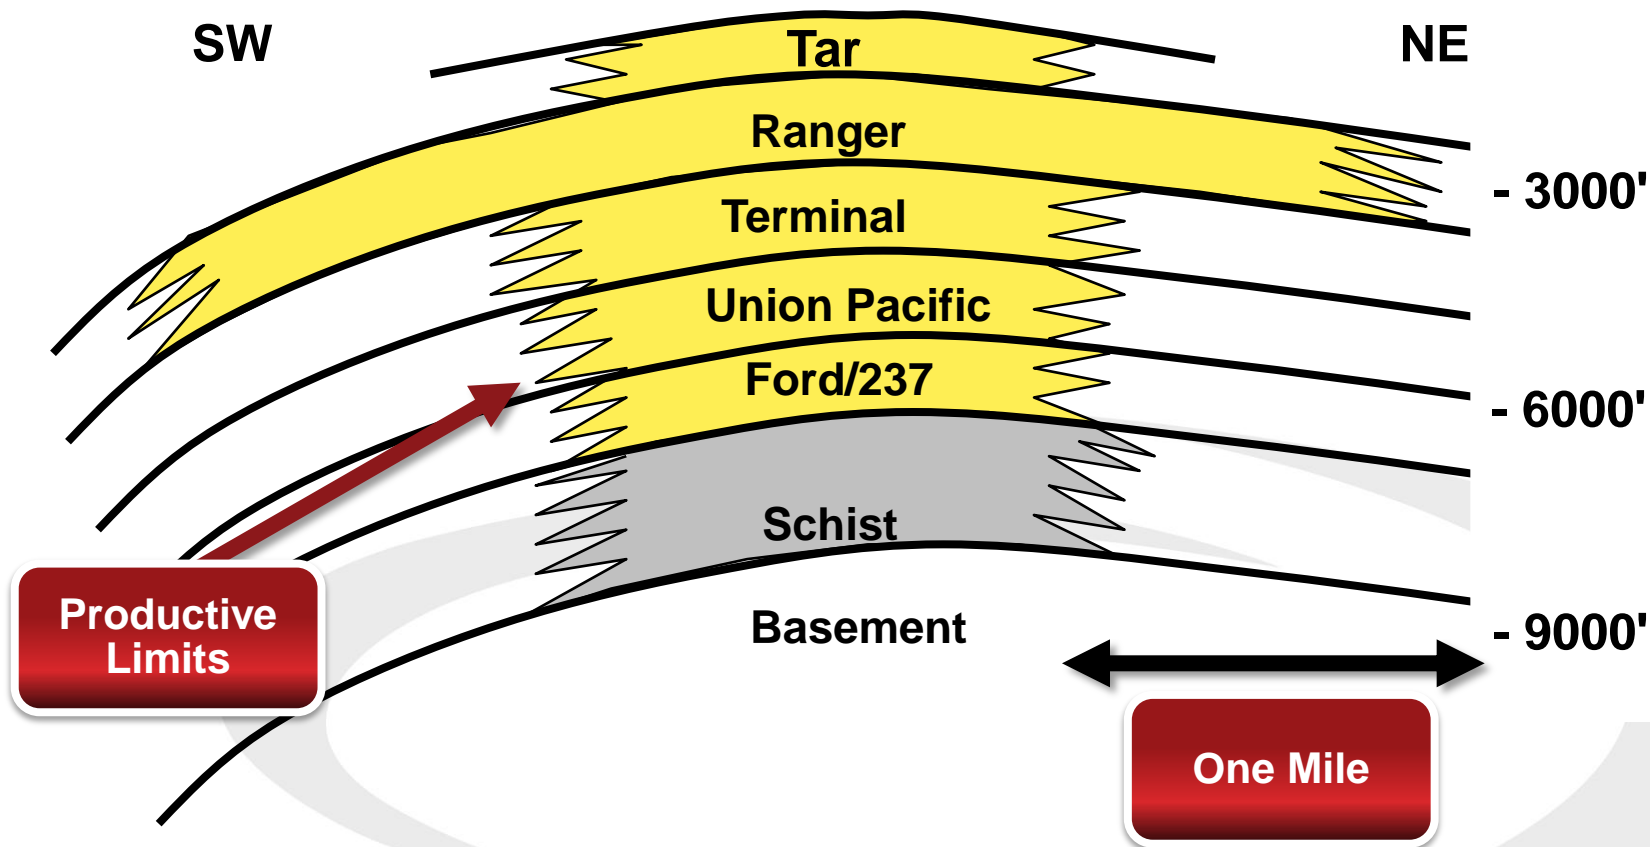 SW
NE
Tar
Ranger
- 3000'
Terminal
Union Pacific
Ford/237
- 6000'
Schist
Productive
Limits
Basement
- 9000'
One Mile